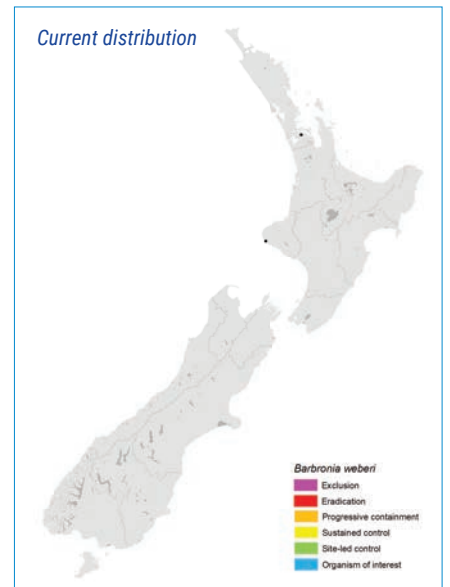 Current distribution
Barbronia weberi
Exclusion
Eradication
Progressive containment
Sustained control
Site-led control
Organism of interest